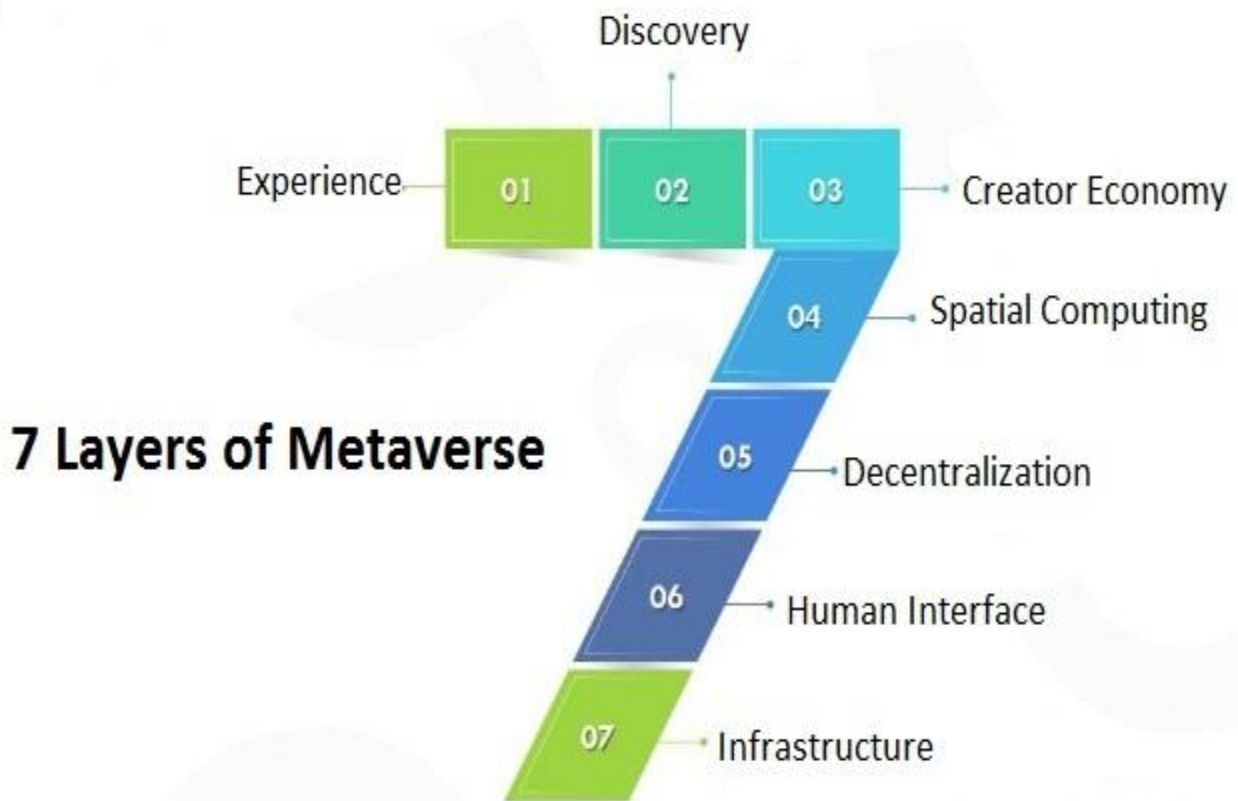 Discovery
Experience
01
02
03
Creator Economy
04
Spatial Computing
7 Layers of Metaverse
05
Decentralization
06
Human Interface
07
Infrastructure